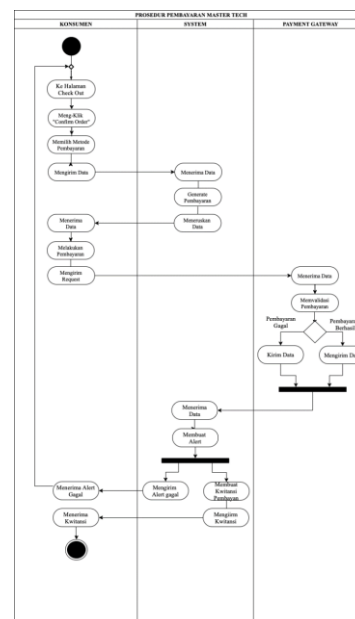 PROSEDUR PEMBAYARAN MASTER TECH
KONSUMEN
SYSTEM
PAYMENT GATEWAY
Ke Halaman
Check Out
Meng-Klik
"Confirm Order"
Memilih Metode
Pembayaran
Mengirim Data
Menerima Data
Generate
Pembayaran
Meneruskan
Data
Menerima
Data
Melakukan
Pembayaran
Mengirim
Request
Menerima Data
Memvalidasi
Pembayaran
Pembayaran
Gagal
Pembayaran
Berhasil
Kirim Data
Mengirim Da
Menerima
Data
Membuat
Alert
Mengirim
Alert gagal
Membuat
Kwitansi
Pembayan
Menerima Alert
Gagal
Menerima
Kwitansi
Kwitansi